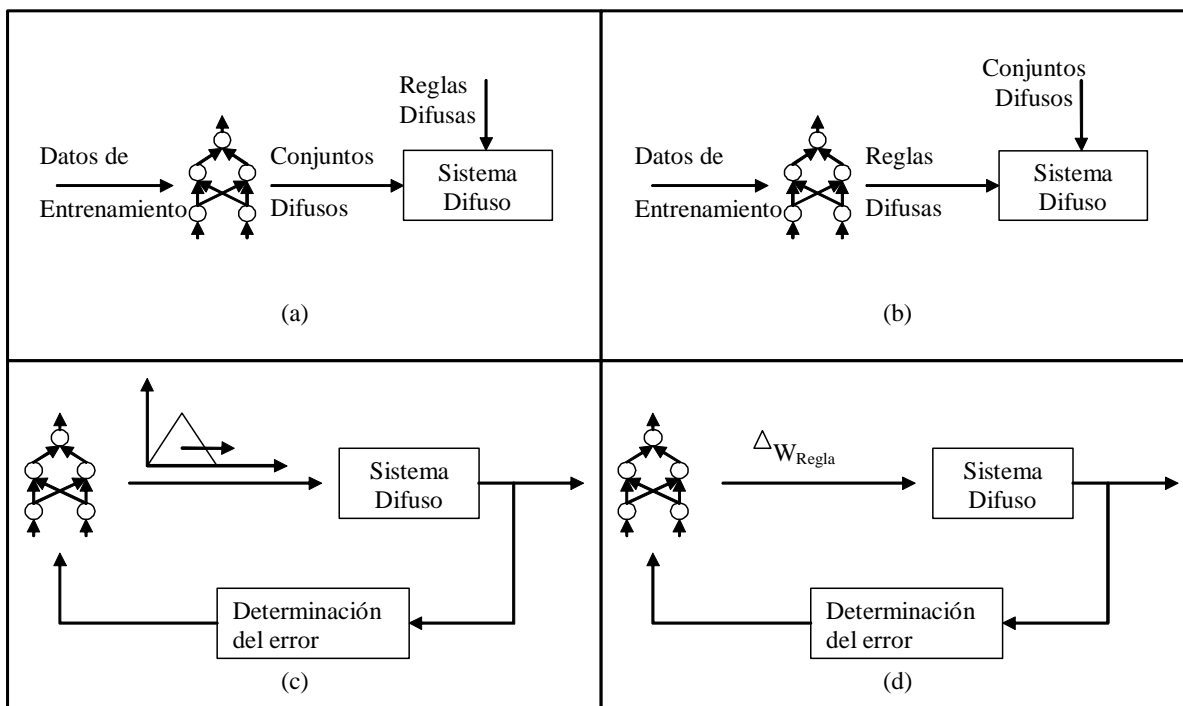 Reglas
Difusas
Datos de
Entrenamiento
Conjuntos
Difusos
Sistema
Difuso
(a)
Conjuntos
Difusos
Datos de
Entrenamiento
Reglas
Difusas
Sistema
Difuso
(b)
Sistema
Difuso
Determinación
del error
(c)
Δ W Regla
Sistema
Difuso
Determinación
del error
(d)